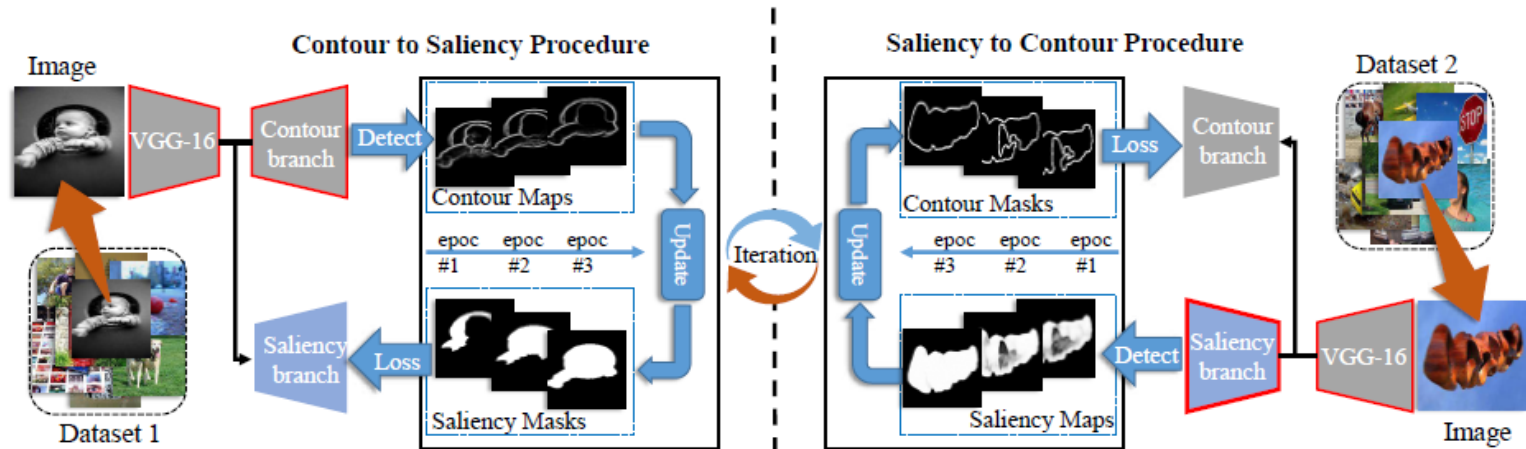 Contour to Saliency Procedure
Image
VGG-16
Contour
branch
Detect
Contour Maps
epoc epoc epoc
#1 #2 #3
Update
Saliency
branch
Loss
Saliency Masks
Dataset 1
Iteration
Saliency to Contour Procedure
Dataset 2
STOP
Contour Masks
Loss
Contour
branch
Update
epoc epoc epoc
#3 #2 #1
Saliency Maps
Detect
Saliency
branch
VGG-16
Image